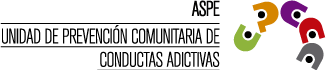 ASPE
UNIDAD DE PREVENCIÓN COMUNITARIA DE
CONDUCTAS ADICTIVAS